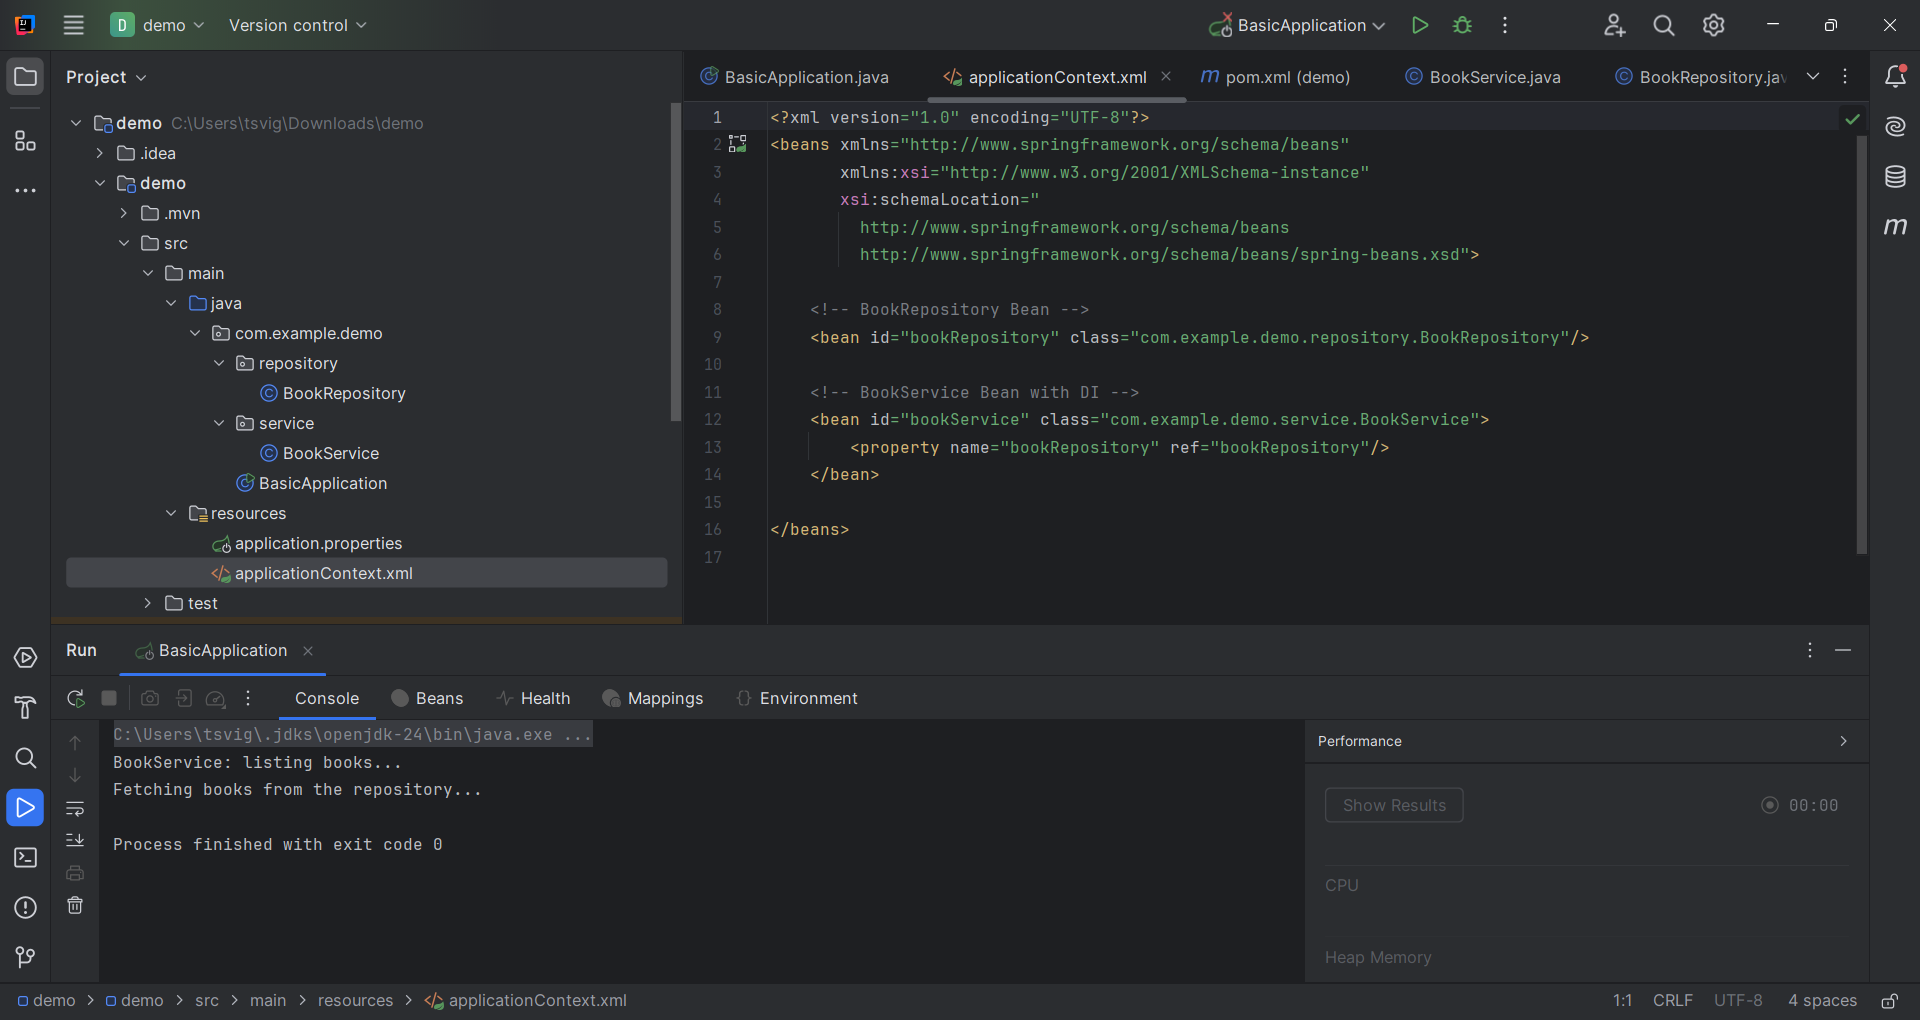 D demo Version control BasicApplication
Project
demo C:\Users\tsvig\Downloads\demo
.idea
demo
.mvn
src
main
java
com.example.demo
repository
BookRepository
service
BookService
BasicApplication
resources
application.properties
applicationContext.xml
test
BasicApplication.java applicationContext.xml pom.xml (demo) BookService.java BookRepository.jav
1 <?xml version="1.0" encoding="UTF-8"?>
2 <beans xmlns="http://www.springframework.org/schema/beans"
3 xmlns:xsi="http://www.w3.org/2001/XMLSchema-instance"
4 xsi:schemaLocation="
5 http://www.springframework.org/schema/beans
6 http://www.springframework.org/schema/beans/spring-beans.xsd">
7
8 <!-- BookRepository Bean -->
9 <bean id="bookRepository" class="com.example.demo.repository.BookRepository"/>
10
11 <!-- BookService Bean with DI -->
12 <bean id="bookService" class="com.example.demo.service.BookService">
13 <property name="bookRepository" ref="bookRepository"/>
14 </bean>
15
16 </beans>
17
Run BasicApplication
Console Beans Health Mappings Environment
C:\Users\tsvig\.jdks\openjdk-24\bin\java.exe ...
BookService: listing books...
Fetching books from the repository...
Process finished with exit code 0
Performance
Show Results 00:00
CPU
Heap Memory
demo > demo > src > main > resources > applicationContext.xml 1:1 CRLF UTF-8 4 spaces